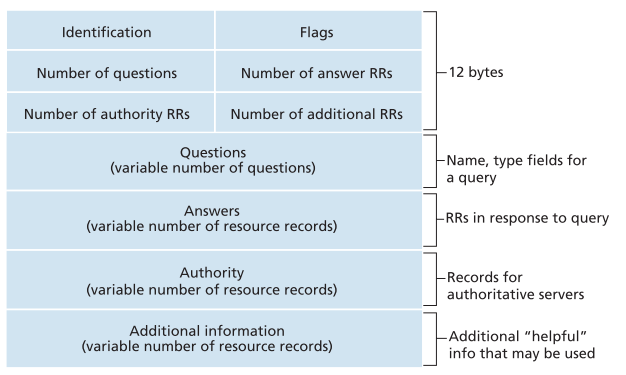 Identification
Flags
12 bytes
Number of questions
Number of answer RRs
Number of authority RRs
Number of additional RRs
Questions
(variable number of questions)
Name, type fields for
a query
Answers
(variable number of resource records)
RRs in response to query
Authority
(variable number of resource records)
Records for
authoritative servers
Additional information
(variable number of resource records)
Additional “helpful”
info that may be used